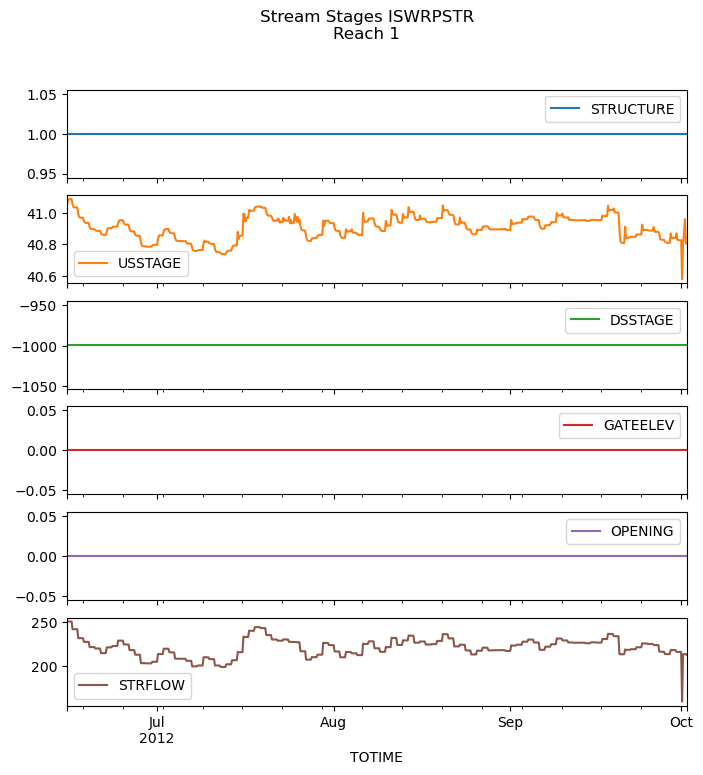 Stream Stages ISWRPSTR
Reach 1
1.05
1.00
0.95
STRUCTURE
41.0
40.8
40.6
USSTAGE
−950
−1000
−1050
DSSTAGE
0.05
0.00
−0.05
GATEELEV
0.05
0.00
−0.05
OPENING
250
200
STRFLOW
Jul Aug Sep Oct
2012
TOTIME